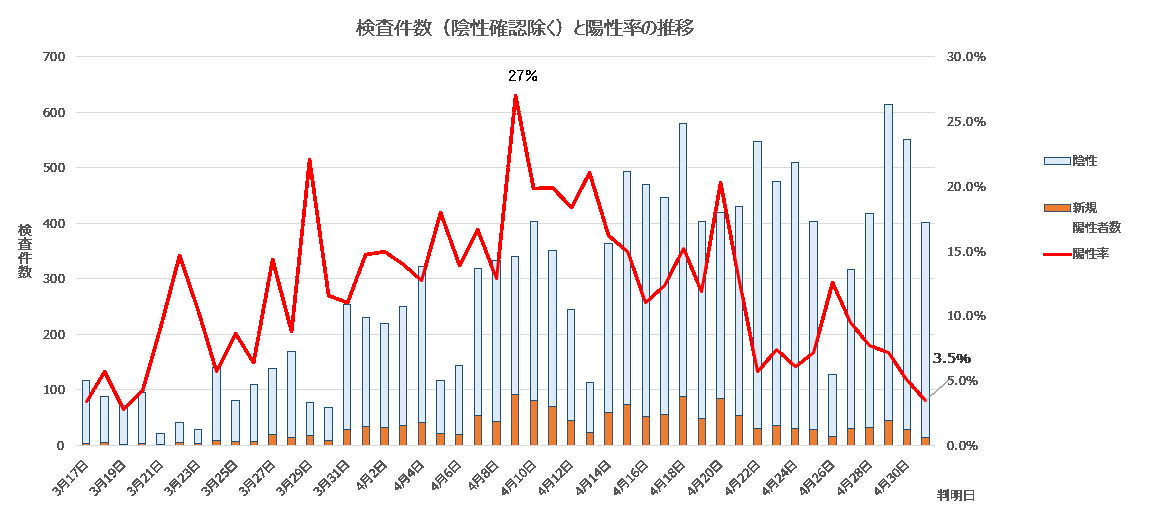 検査件数（陰性確認除く）と陽性率の推移
700
600
500
400
300
200
100
0
検査件数
30.0%
25.0%
20.0%
15.0%
10.0%
5.0%
0.0%
27%
3.5%
3月17日
3月19日
3月21日
3月23日
3月25日
3月27日
3月29日
3月31日
4月2日
4月4日
4月6日
4月8日
4月10日
4月12日
4月14日
4月16日
4月18日
4月20日
4月22日
4月24日
4月26日
4月28日
4月30日
判明日
陰性
新規
陽性者数
陽性率